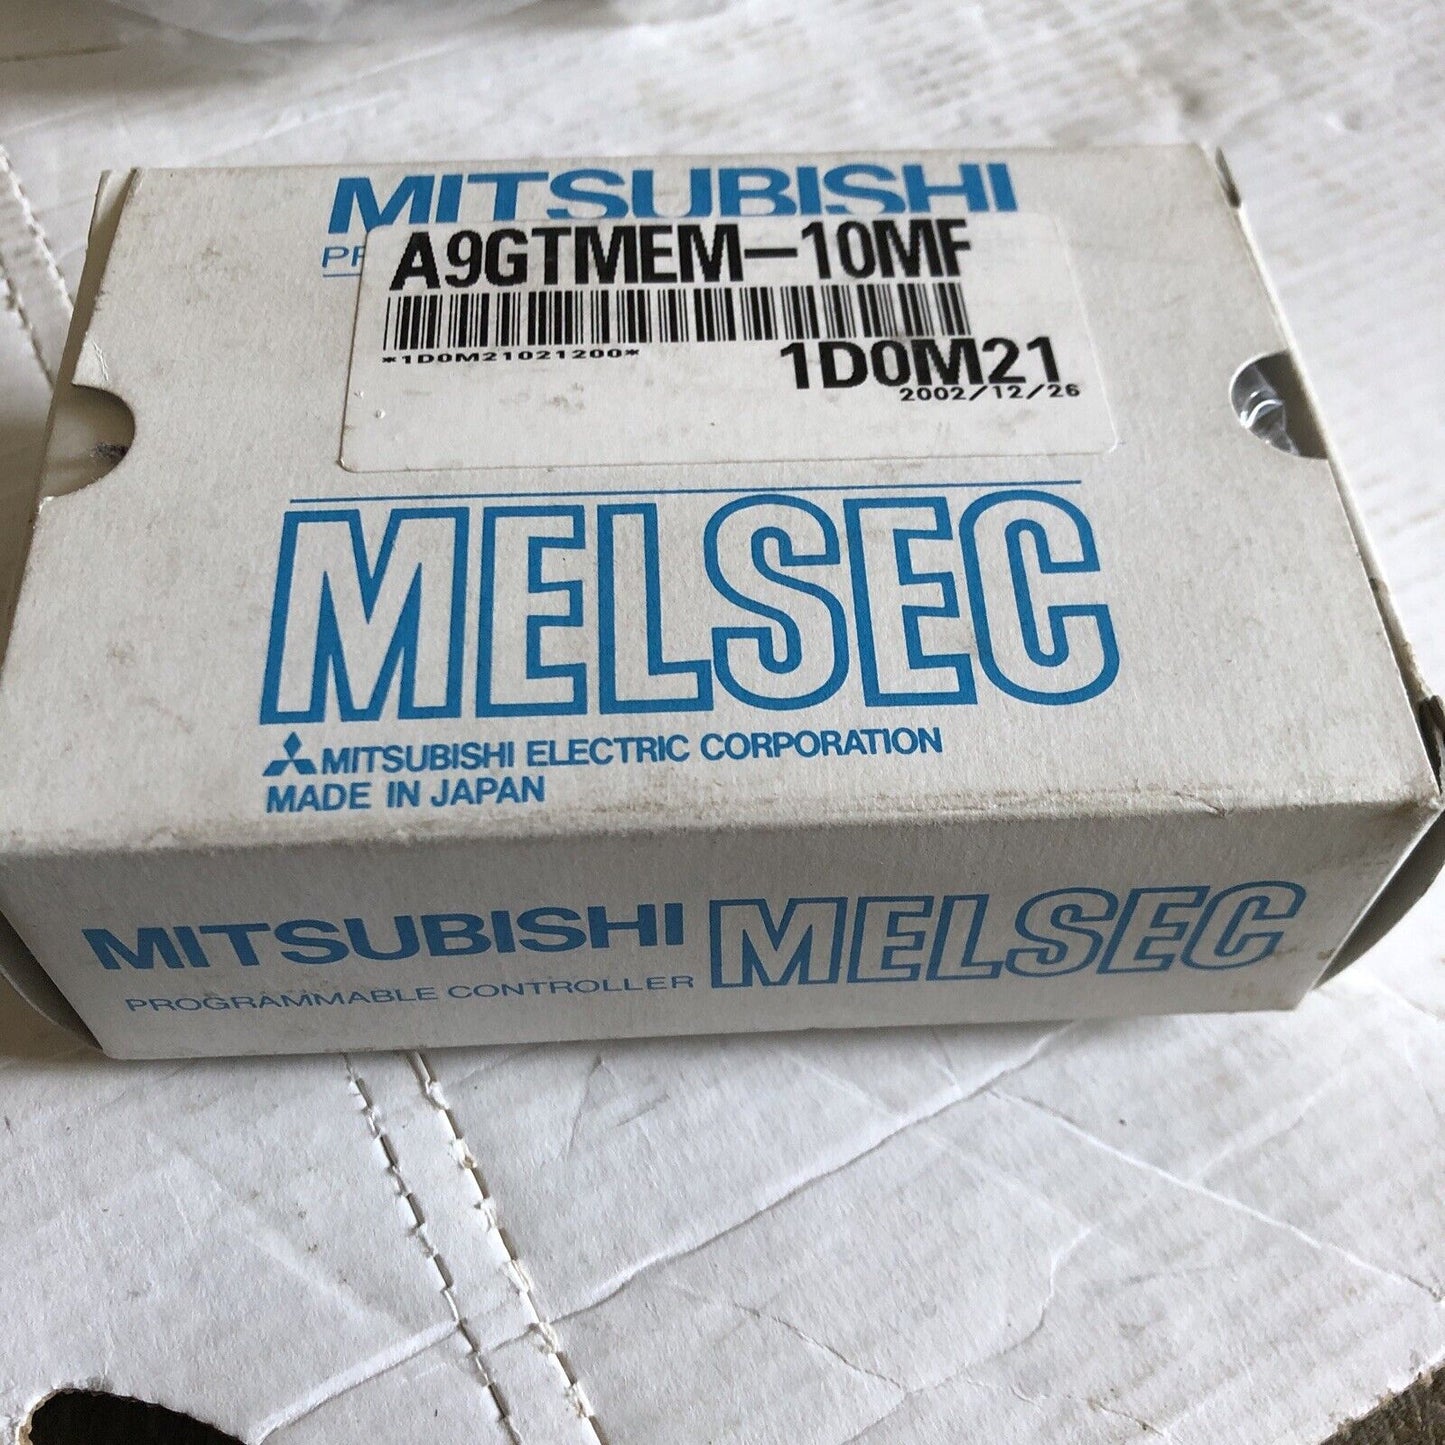 MITSUBISHI
A9GTMEM-10MF
*1D0M21021200*
1D0M21
2002/12/26
MELSEC
MITSUBISHI ELECTRIC CORPORATION
MADE IN JAPAN
MITSUBISHI MELSEC
PROGRAMMABLE CONTROLLER